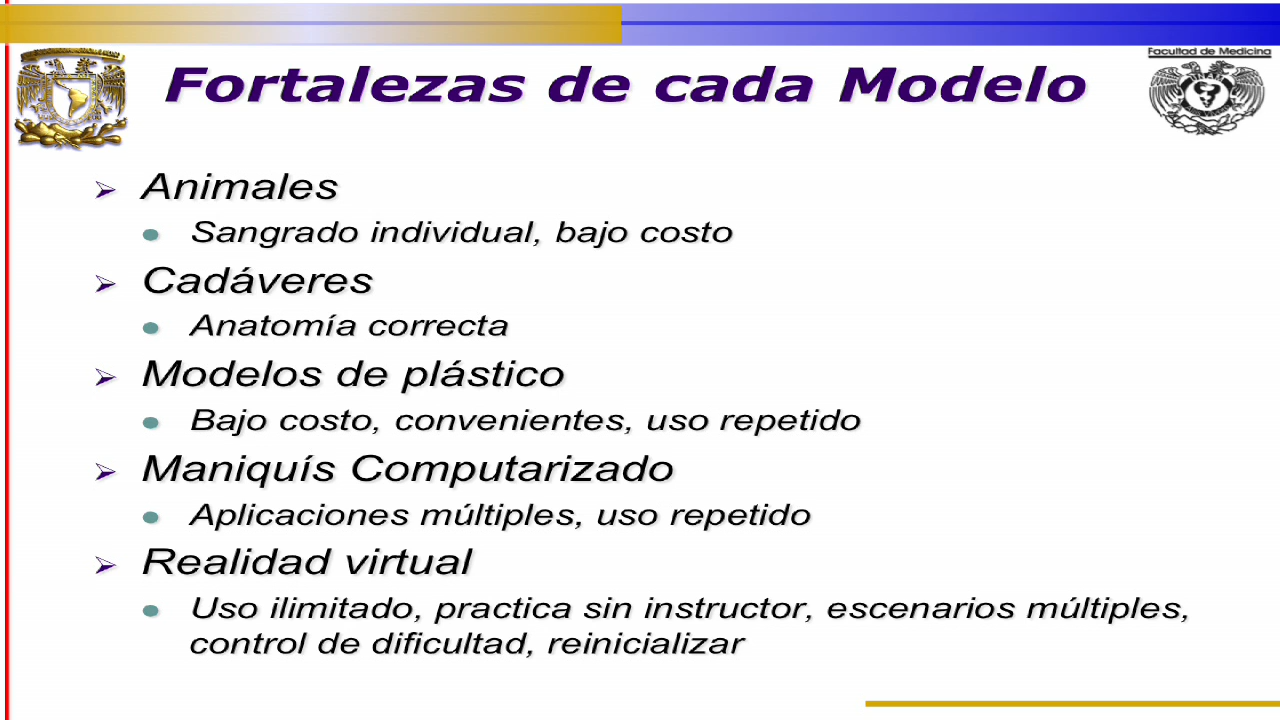 Facultad de Medicina
Fortalezas de cada Modelo
Animales
Sangrado individual, bajo costo
Cadáveres
Anatomía correcta
Modelos de plástico
Bajo costo, convenientes, uso repetido
Maniquís Computarizado
Aplicaciones múltiples, uso repetido
Realidad virtual
Uso ilimitado, practica sin instructor, escenarios múltiples,
control de dificultad, reinicializar